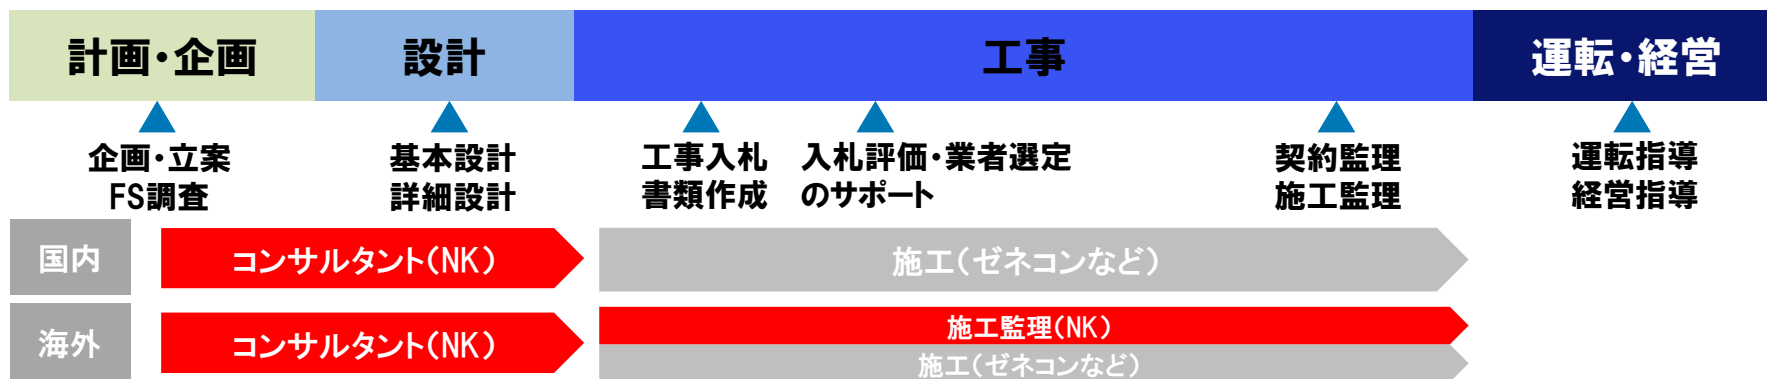 計画・企画
設計
工事
運転・経営
企画・立案
FS調査
基本設計
詳細設計
工事入札
書類作成
入札評価・業者選定
のサポート
契約監理
施工監理
運転指導
経営指導
国内
コンサルタント(NK)
施工(ゼネコンなど)
海外
コンサルタント(NK)
施工監理(NK)
施工(ゼネコンなど)